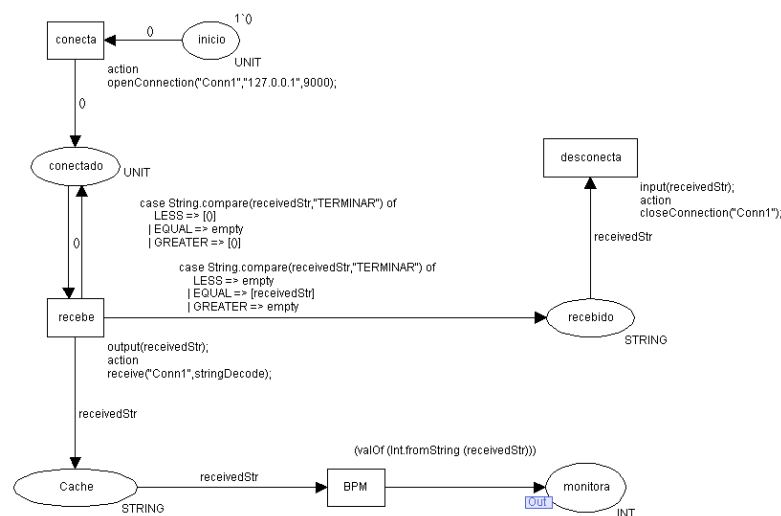 1`()
conecta
()
inicio
UNIT
action
openConnection("Conn1","127.0.0.1",9000);
()
conectado
UNIT
desconecta
input(receivedStr);
action
closeConnection("Conn1");
case String.compare(receivedStr,"TERMINAR") of
LESS => [()]
| EQUAL => empty
| GREATER => [()]
()
receivedStr
case String.compare(receivedStr,"TERMINAR") of
LESS => empty
| EQUAL => [receivedStr]
| GREATER => empty
recebe
recebido
STRING
output(receivedStr);
action
receive("Conn1",stringDecode);
receivedStr
(valOf (Int.fromString (receivedStr)))
Cache
receivedStr
BPM
monitora
Out
STRING
INT